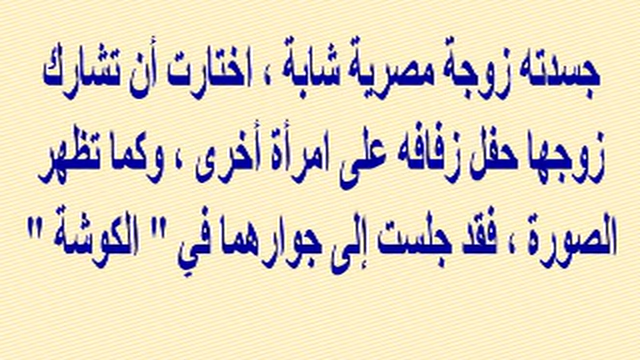 جسدته زوجة مصرية شابة ، اختارت أن تشارك
زوجها حفل زفافه على امرأة أخرى ، وكما تظهر
الصورة ، فقد جلست إلى جوارهما في " الكوشة "